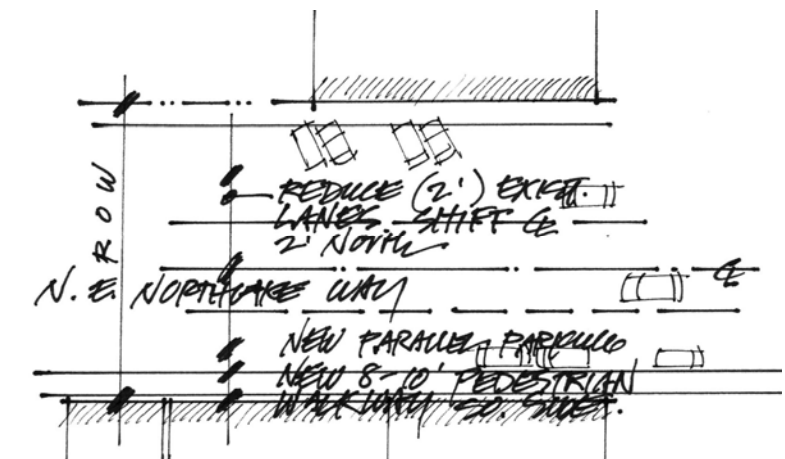 ROW
REDUCE (2') EXIST.
LANES. SHIFT ℄
2' NORTH
℄
N.E. NORTHLAKE WAY
NEW PARALLEL PARKING
NEW 8-10' PEDESTRIAN
WALKWAY SO. SIDE